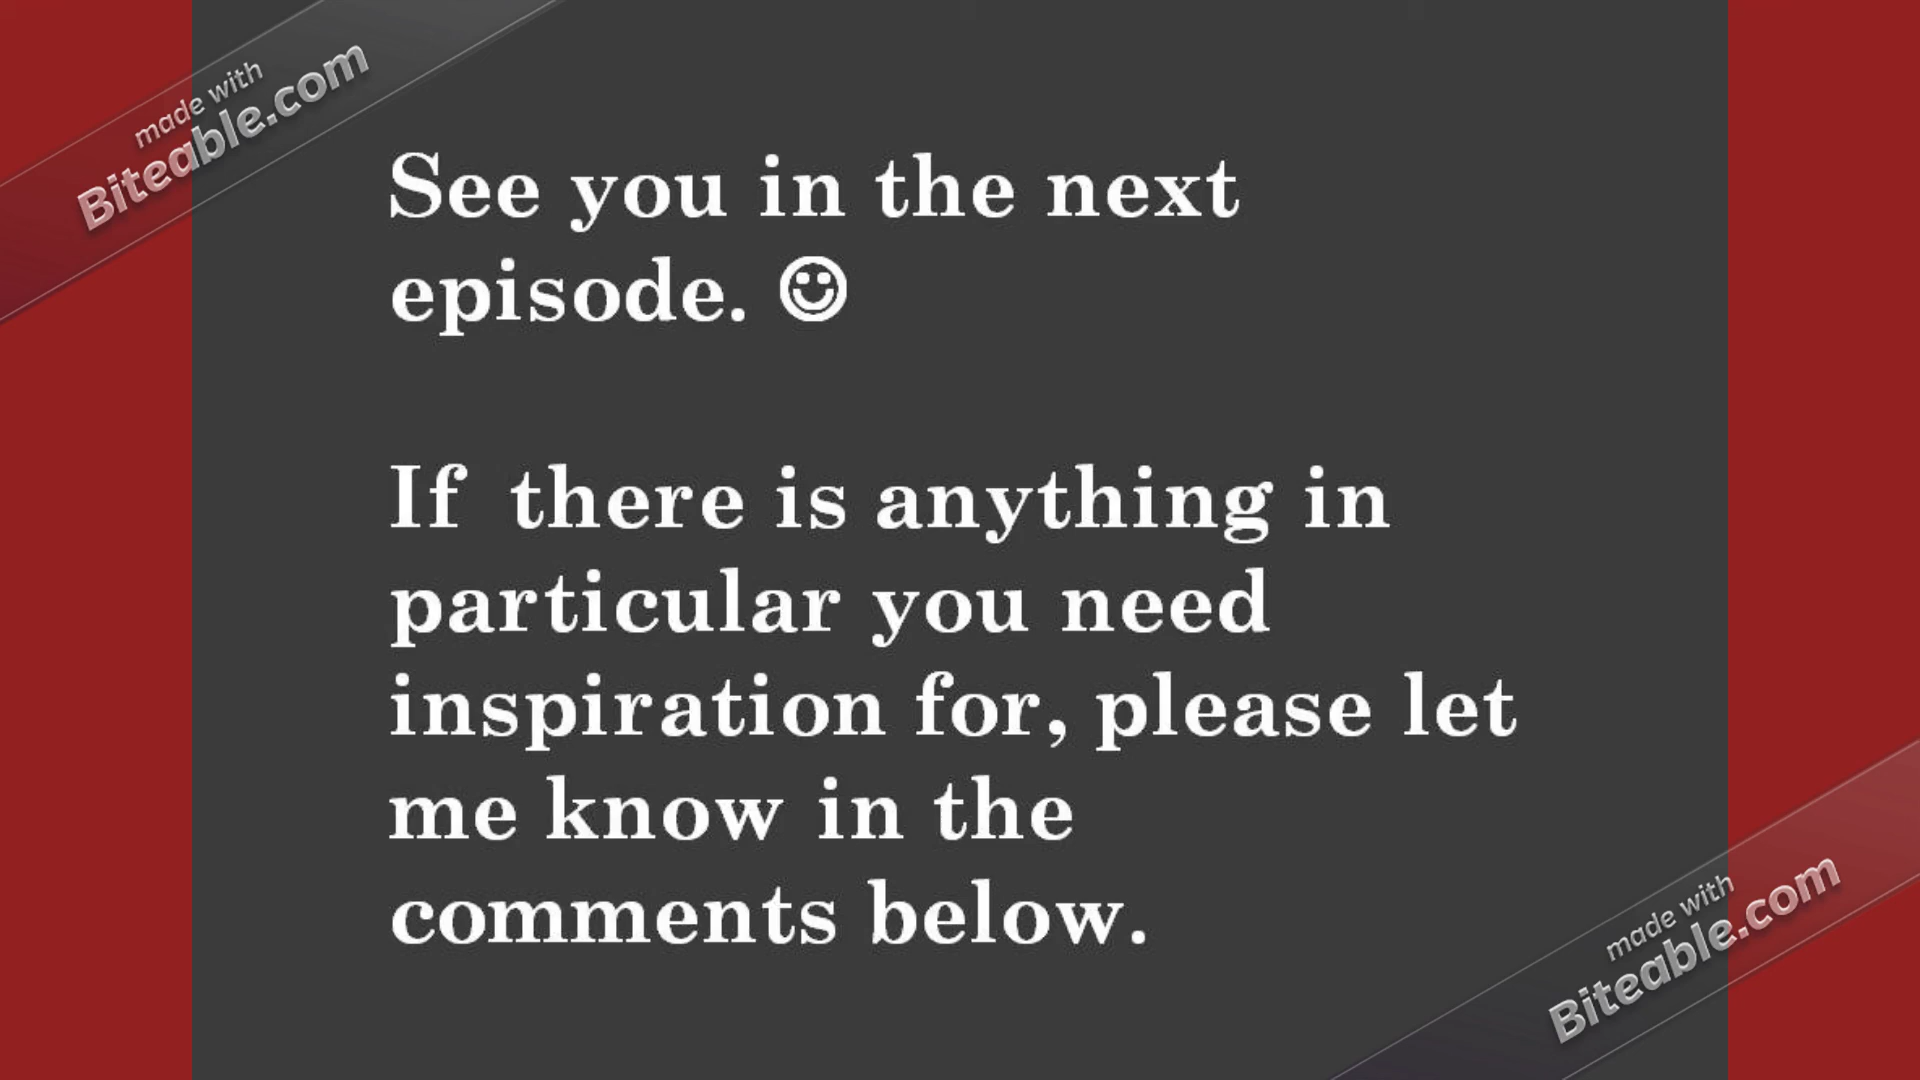 made with
Biteable.com
See you in the next
episode. ☺
If there is anything in
particular you need
inspiration for, please let
me know in the
comments below.
made with
Biteable.com